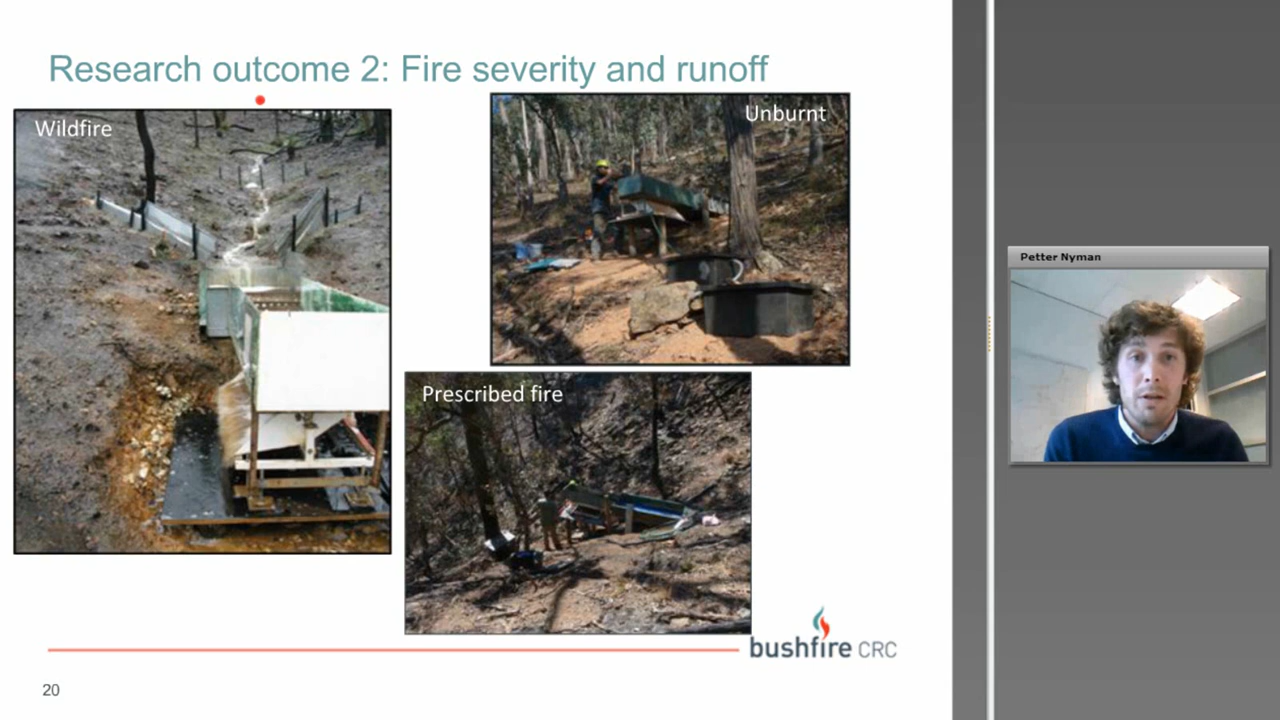 Research outcome 2: Fire severity and runoff
Wildfire
Unburnt
Prescribed fire
Petter Nyman
bushfire CRC
20